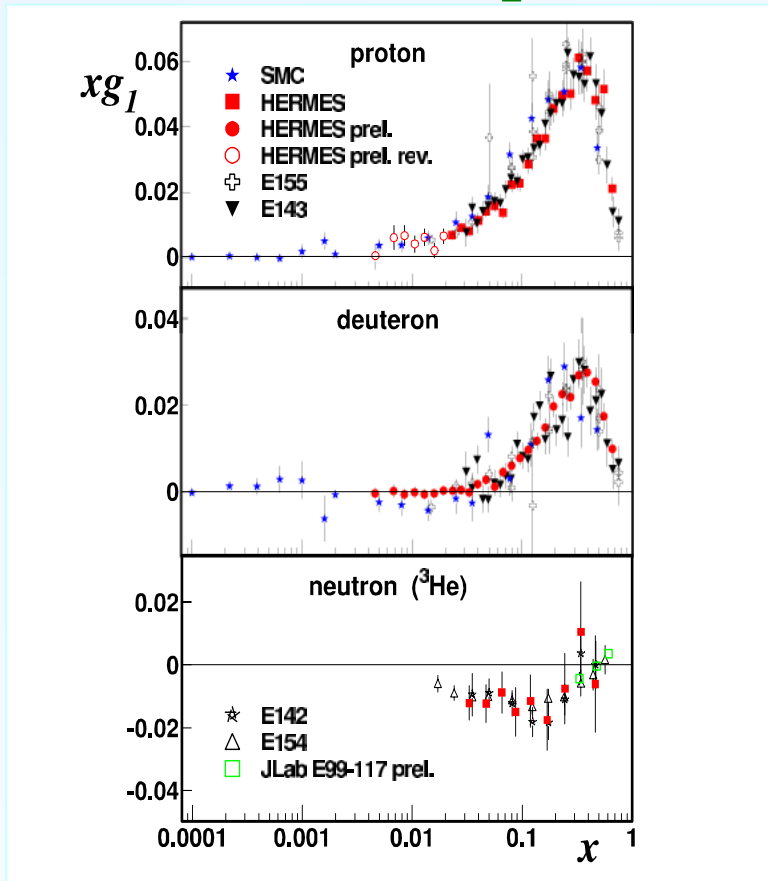 proton
xg1
0.06
0.04
0.02
0
SMC
HERMES
HERMES prel.
HERMES prel. rev.
E155
E143
deuteron
0.04
0.02
0
neutron (³He)
0.02
0
-0.02
-0.04
E142
E154
JLab E99-117 prel.
0.0001 0.001 0.01 0.1 1
x